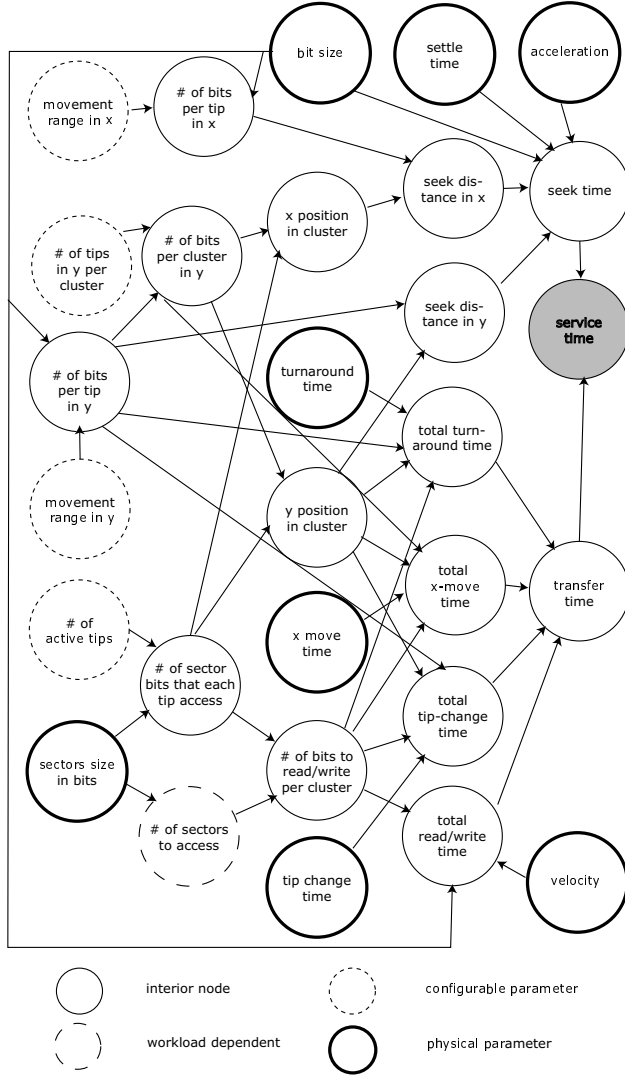 bit size
settle
time
acceleration
movement
range in x
# of bits
per tip
in x
seek dis-
tance in x
seek time
x position
in cluster
# of tips
in y per
cluster
# of bits
per cluster
in y
seek dis-
tance in y
service
time
# of bits
per tip
in y
turnaround
time
total turn-
around time
movement
range in y
y position
in cluster
total
x-move
time
transfer
time
# of
active tips
x move
time
# of sector
bits that each
tip access
total
tip-change
time
sectors size
in bits
# of bits to
read/write
per cluster
# of sectors
to access
total
read/write
time
tip change
time
velocity
interior node
configurable parameter
workload dependent
physical parameter